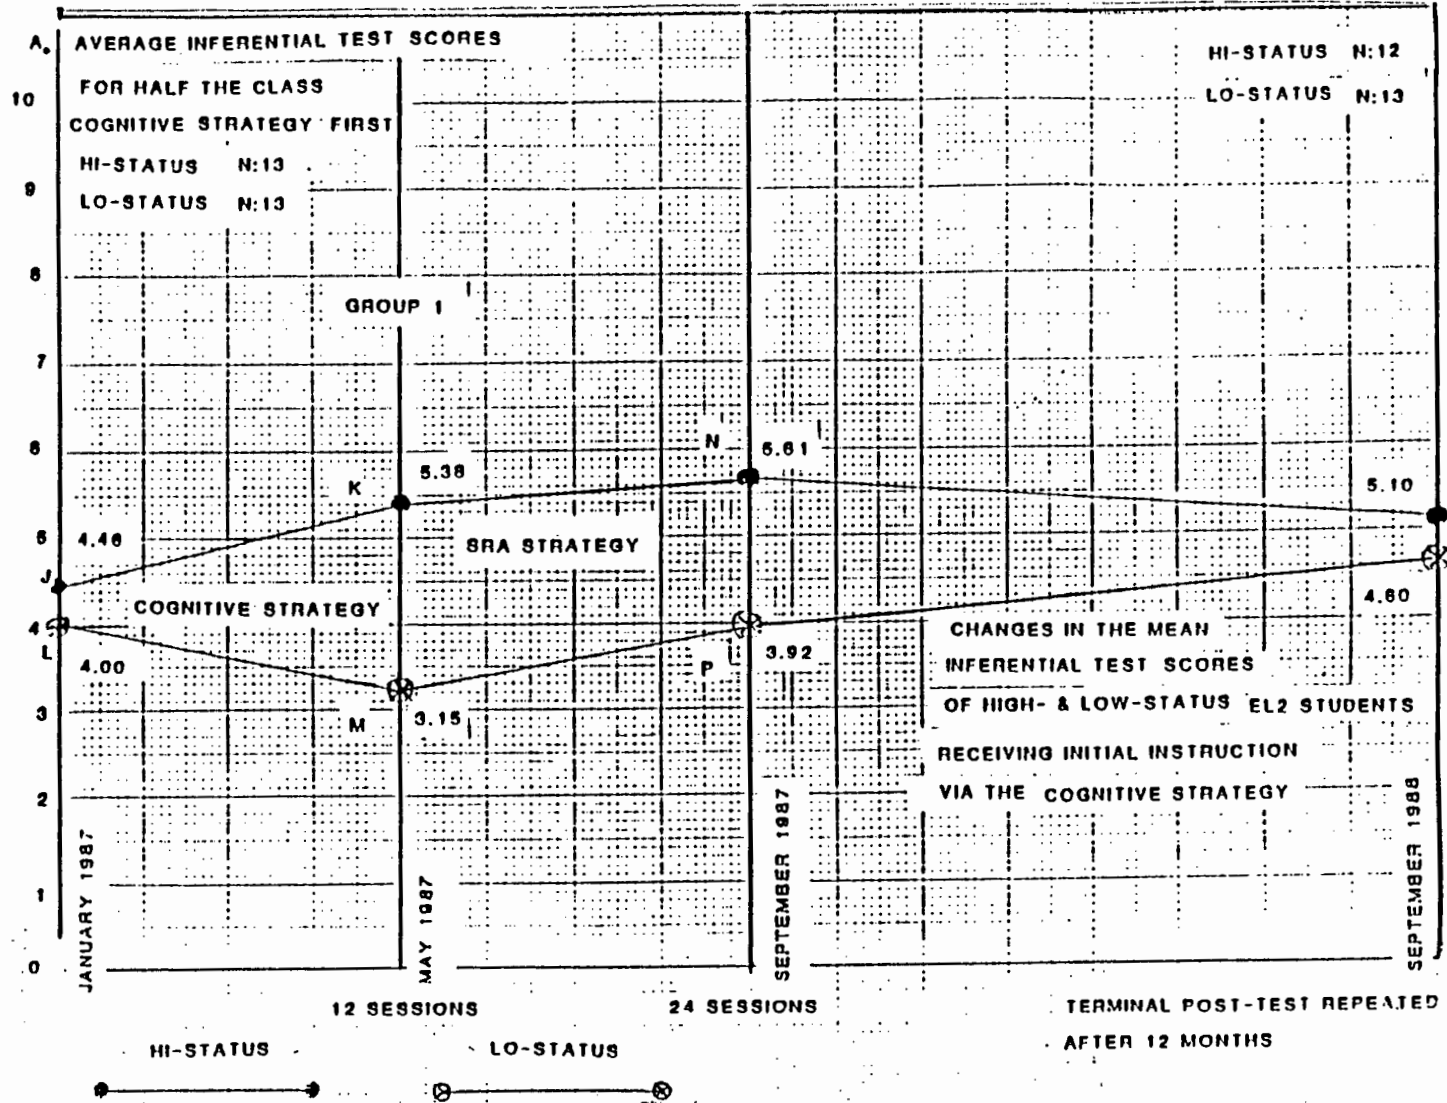 A. AVERAGE INFERENTIAL TEST SCORES
FOR HALF THE CLASS
COGNITIVE STRATEGY FIRST
HI-STATUS N:13
LO-STATUS N:13
HI-STATUS N:12
LO-STATUS N:13
10
9
8
7
6
5
4
3
2
1
0
GROUP 1
J
4.46
K
5.38
N
5.61
5.10
L
4.00
M
3.15
P
3.92
4.60
COGNITIVE STRATEGY
SRA STRATEGY
CHANGES IN THE MEAN
INFERENTIAL TEST SCORES
OF HIGH- & LOW-STATUS EL2 STUDENTS
RECEIVING INITIAL INSTRUCTION
VIA THE COGNITIVE STRATEGY
JANUARY 1987
MAY 1987
SEPTEMBER 1987
SEPTEMBER 1988
12 SESSIONS
24 SESSIONS
TERMINAL POST-TEST REPEATED
AFTER 12 MONTHS
HI-STATUS
LO-STATUS